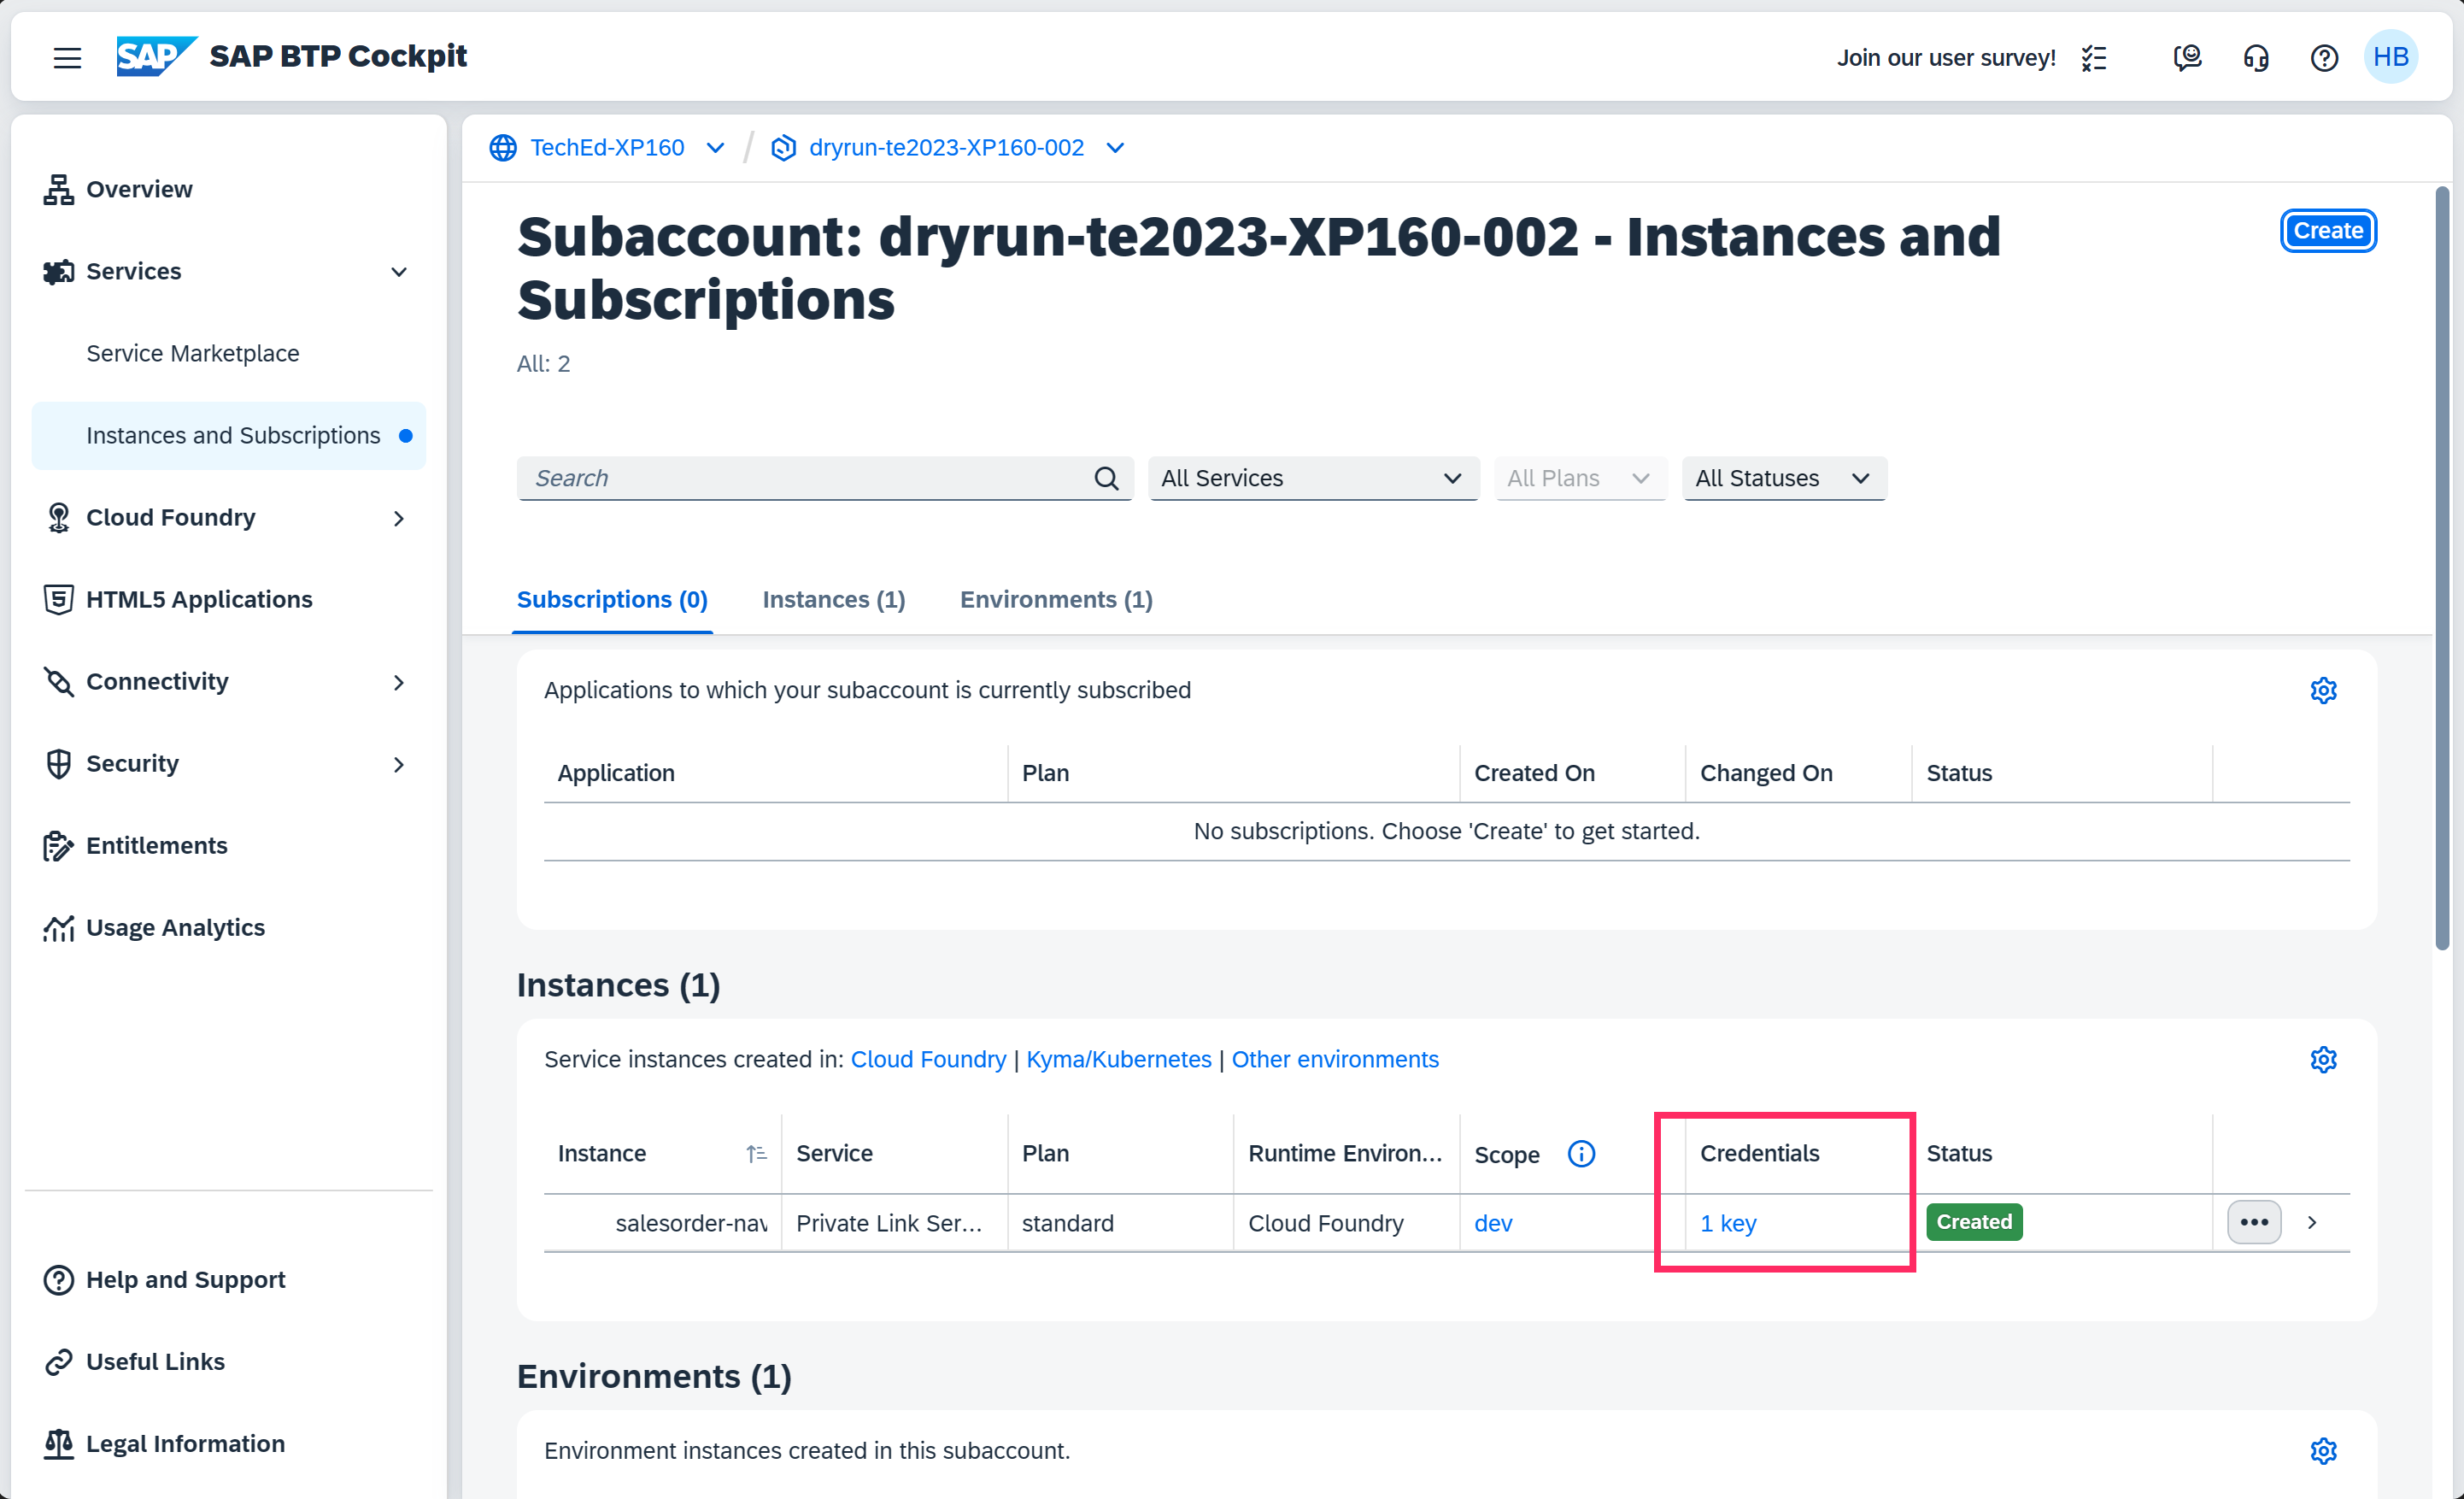 SAP SAP BTP Cockpit
Join our user survey!
HB
Overview
Services
Service Marketplace
Instances and Subscriptions
Cloud Foundry
HTML5 Applications
Connectivity
Security
Entitlements
Usage Analytics
Help and Support
Useful Links
Legal Information
TechEd-XP160 / dryrun-te2023-XP160-002
Subaccount: dryrun-te2023-XP160-002 - Instances and
Subscriptions
Create
All: 2
Search
All Services
All Plans
All Statuses
Subscriptions (0)
Instances (1)
Environments (1)
Applications to which your subaccount is currently subscribed
Application Plan Created On Changed On Status
No subscriptions. Choose 'Create' to get started.
Instances (1)
Service instances created in: Cloud Foundry | Kyma/Kubernetes | Other environments
Instance Service Plan Runtime Environ... Scope Credentials Status
salesorder-nav Private Link Ser... standard Cloud Foundry dev 1 key Created
Environments (1)
Environment instances created in this subaccount.